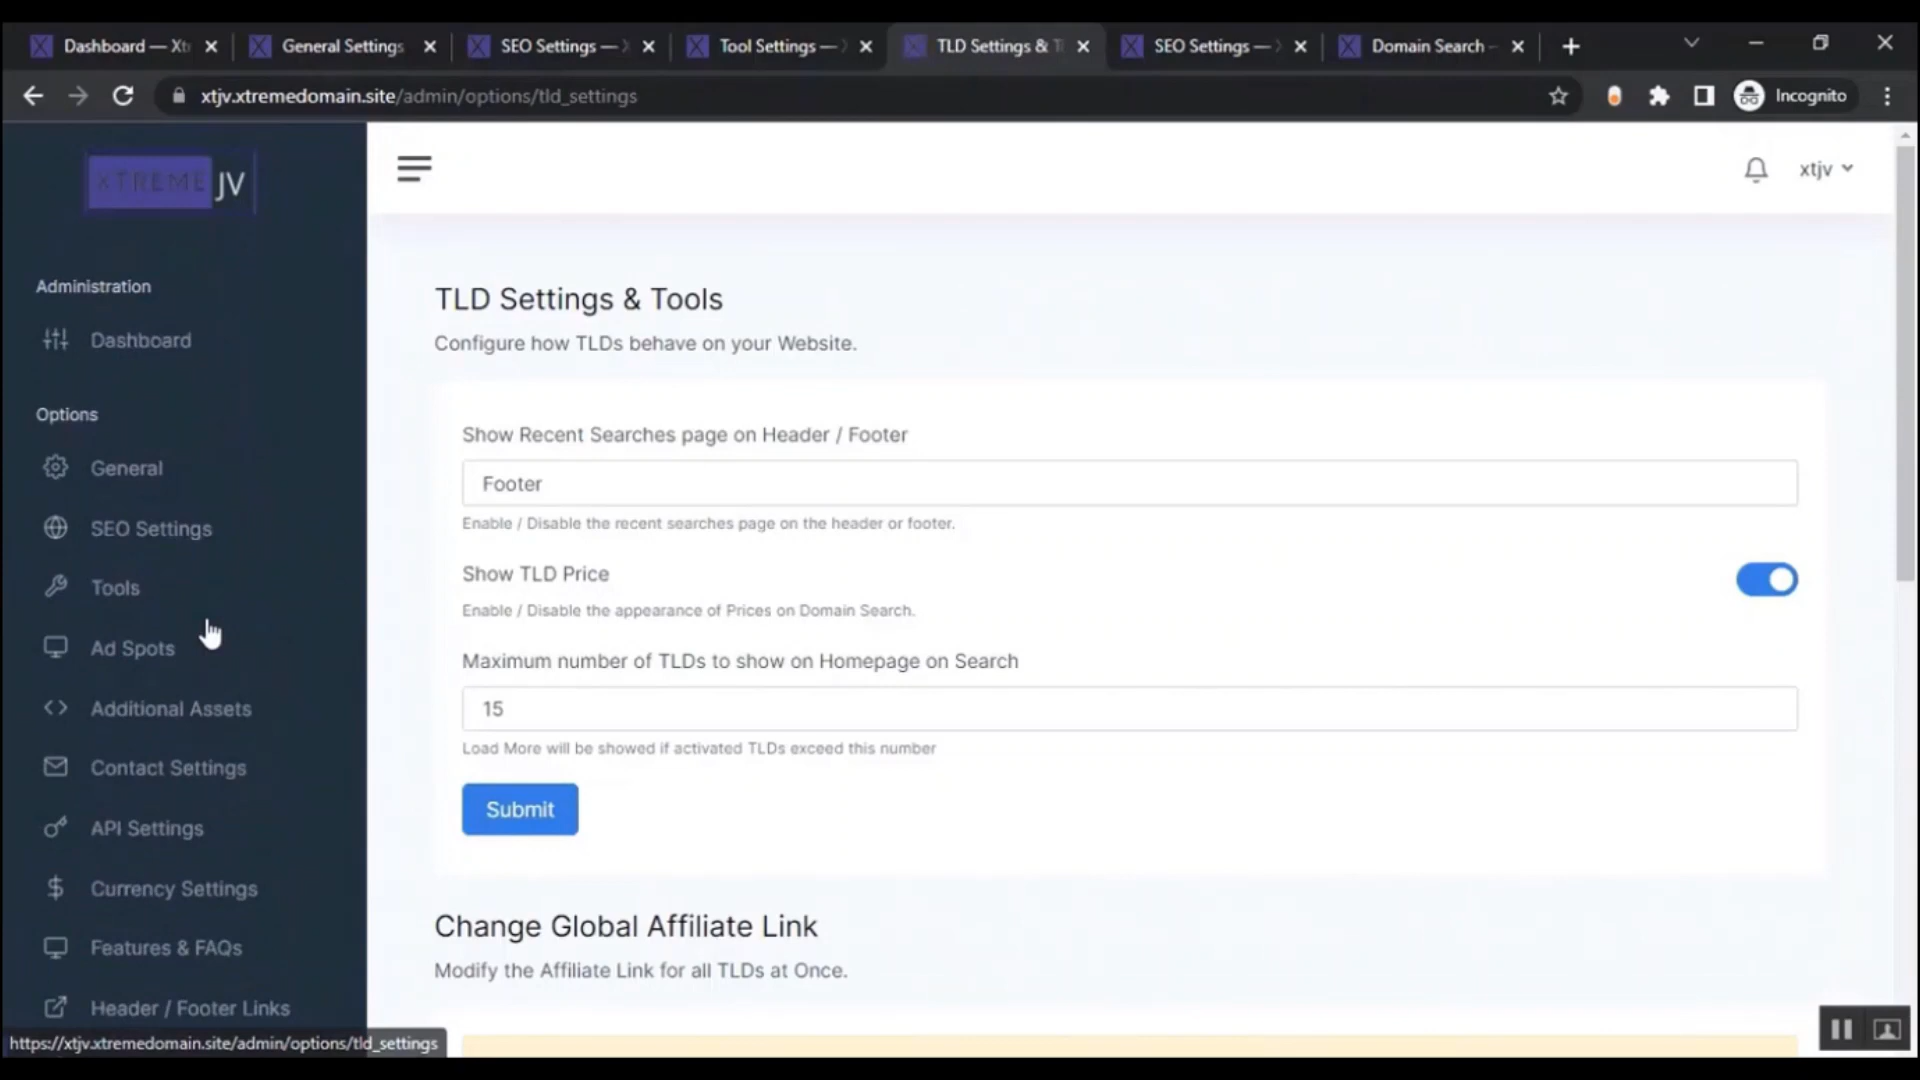 Dashboard — Xt
General Settings
SEO Settings —
Tool Settings —
TLD Settings & T
SEO Settings —
Domain Search -
xtjv.xtremedomain.site/admin/options/tld_settings
Incognito
XTREME JV
xtjv
Administration
Dashboard
Options
General
SEO Settings
Tools
Ad Spots
Additional Assets
Contact Settings
API Settings
Currency Settings
Features & FAQs
Header / Footer Links
TLD Settings & Tools
Configure how TLDs behave on your Website.
Show Recent Searches page on Header / Footer
Footer
Enable / Disable the recent searches page on the header or footer.
Show TLD Price
Enable / Disable the appearance of Prices on Domain Search.
Maximum number of TLDs to show on Homepage on Search
15
Load More will be showed if activated TLDs exceed this number
Submit
Change Global Affiliate Link
Modify the Affiliate Link for all TLDs at Once.
https://xtjv.xtremedomain.site/admin/options/tld_settings